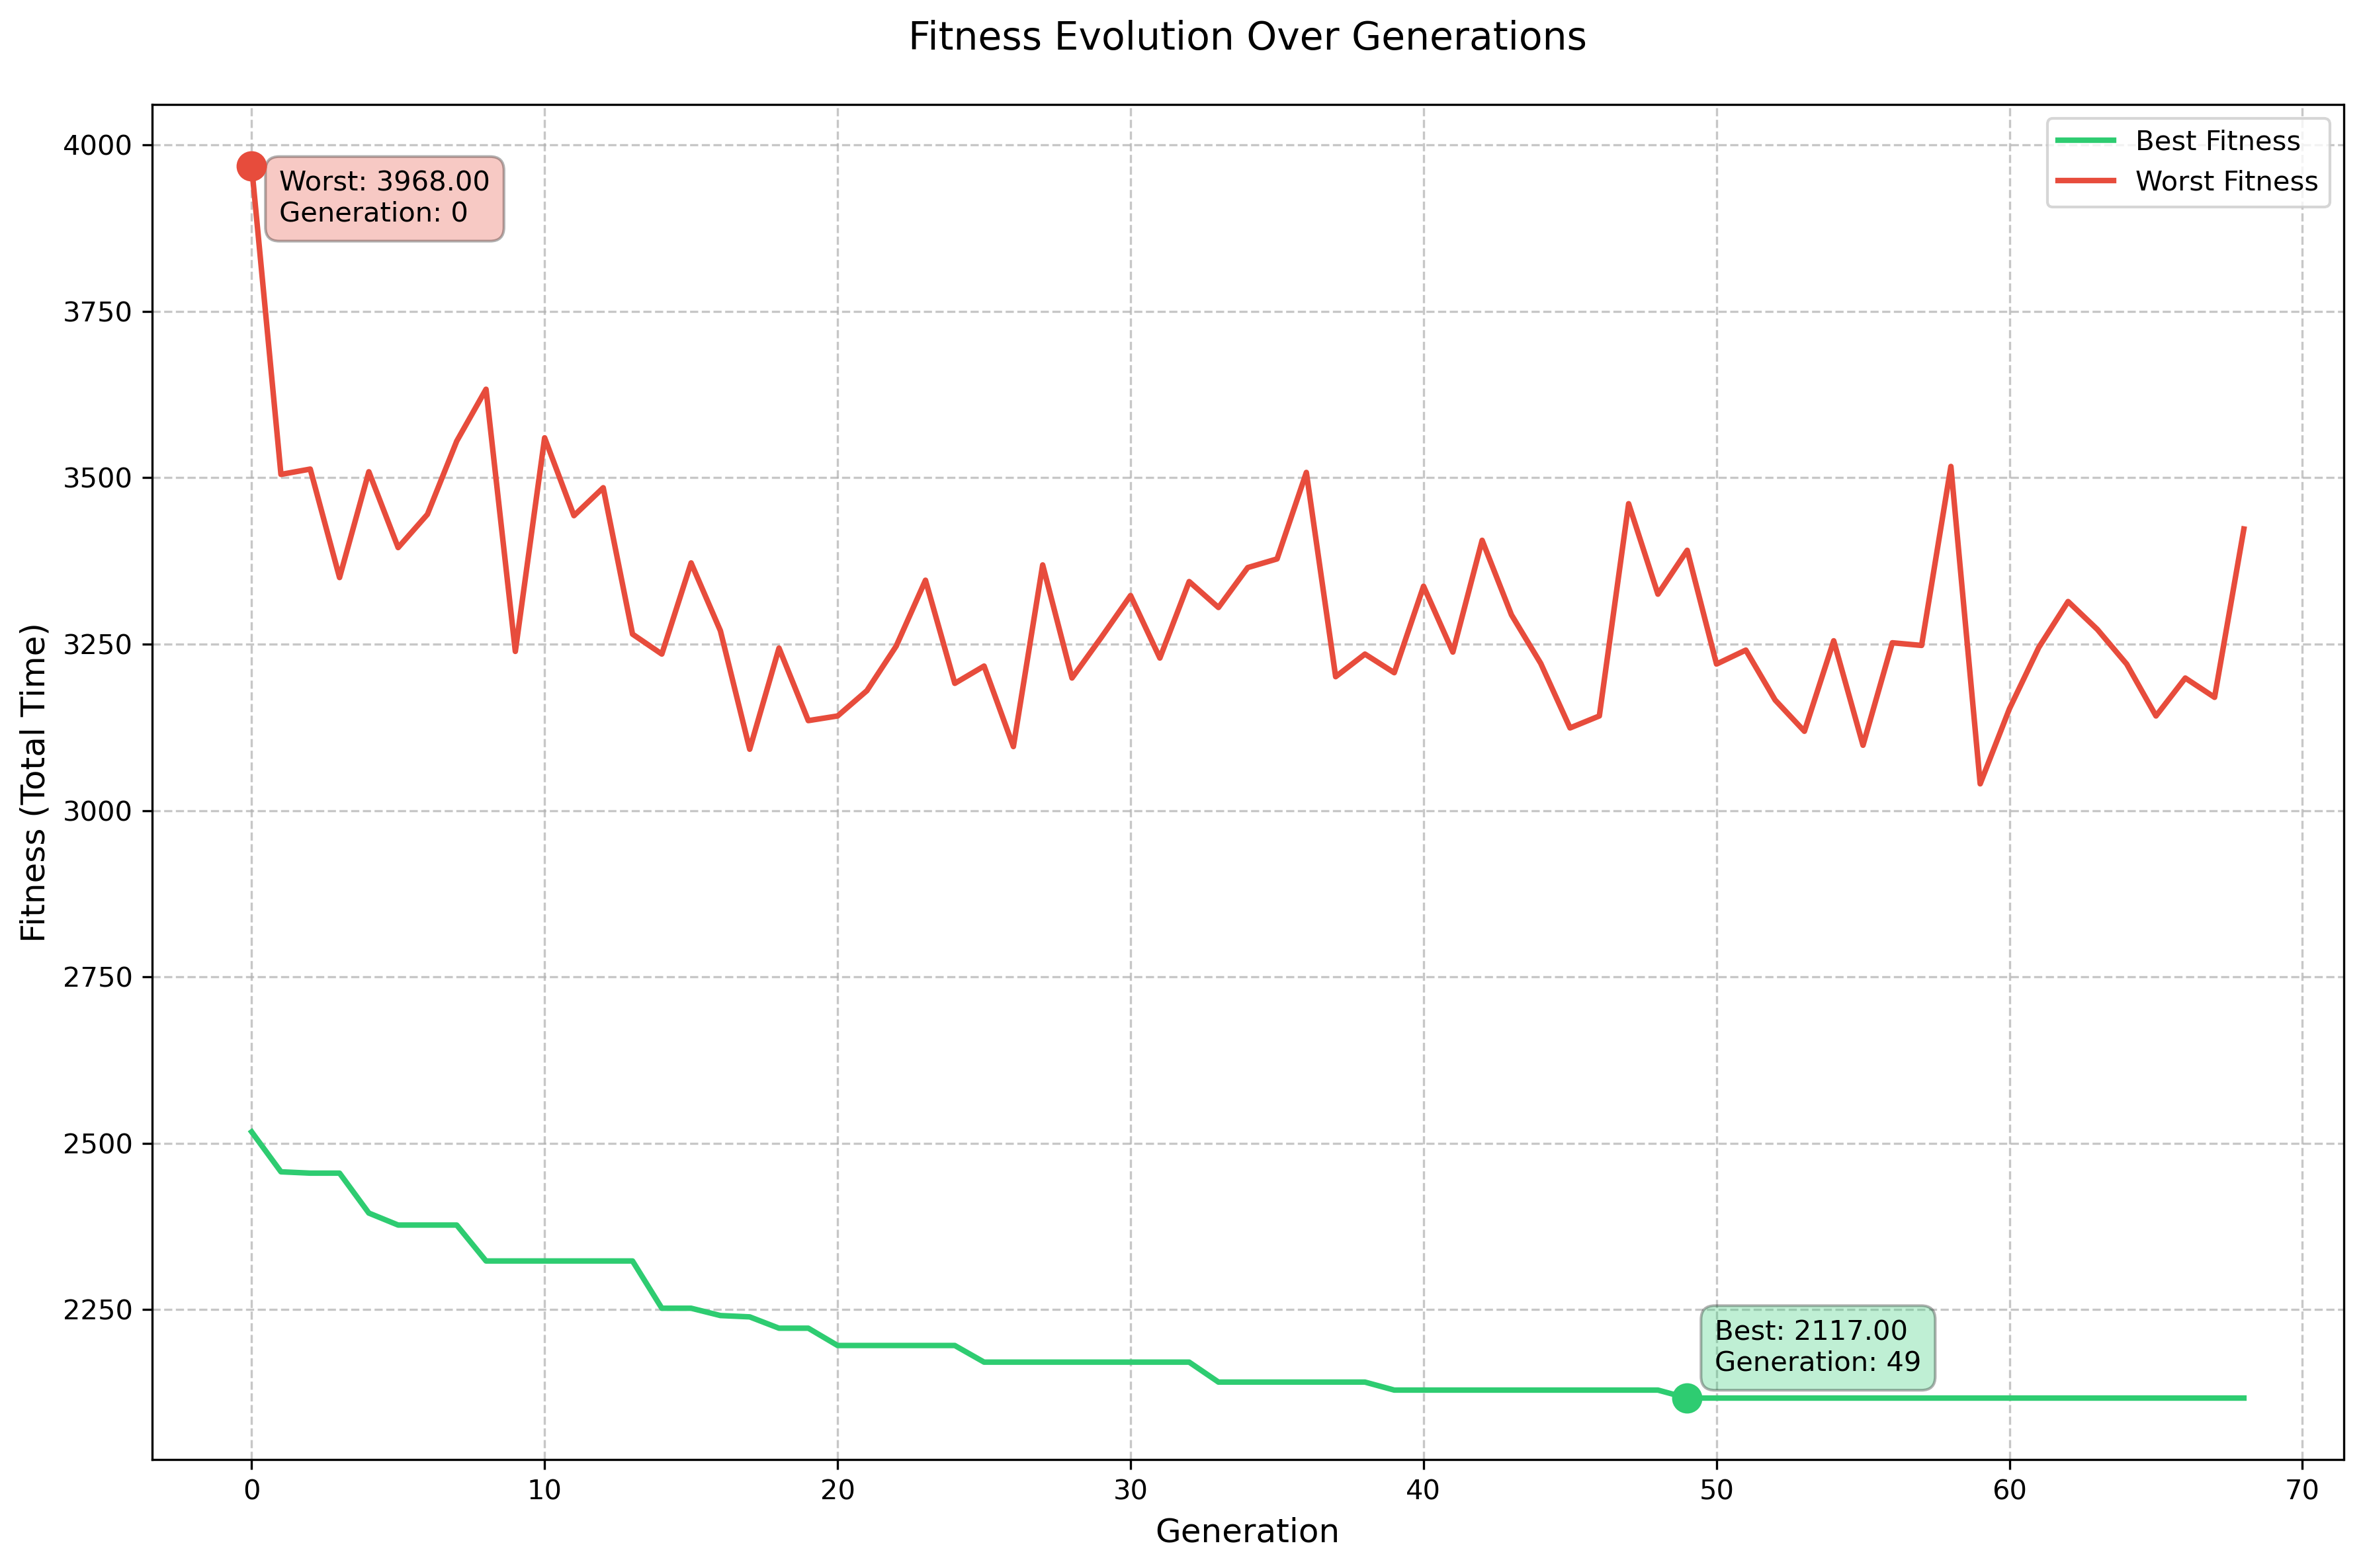 Fitness Evolution Over Generations
Fitness (Total Time)
4000
3750
3500
3250
3000
2750
2500
2250
Worst: 3968.00
Generation: 0
Best Fitness
Worst Fitness
Best: 2117.00
Generation: 49
0 10 20 30 40 50 60 70
Generation